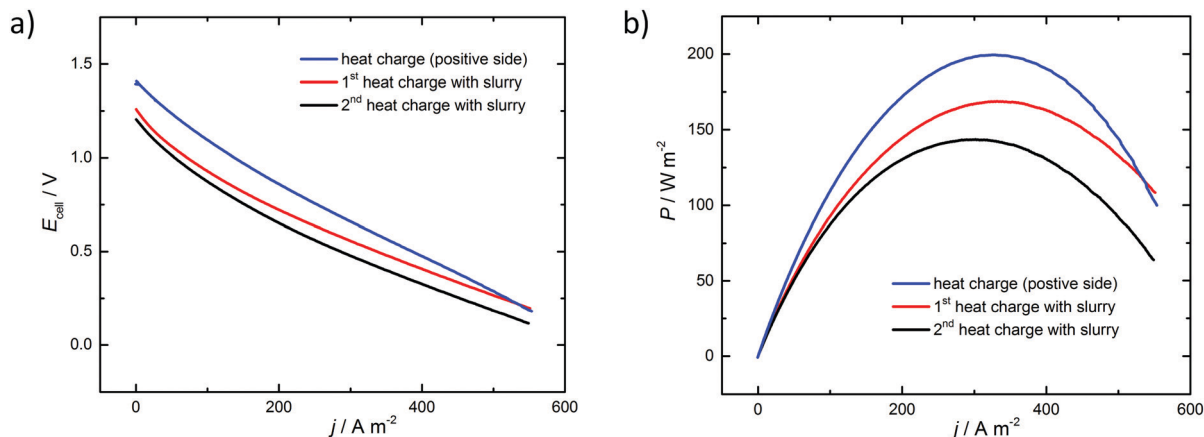 a)
heat charge (positive side)
1st heat charge with slurry
2nd heat charge with slurry
1.5
1.0
0.5
0.0
Ecell / V
0
200
400
600
j / A m-2
b)
200
150
100
50
0
P / W m-2
heat charge (postive side)
1st heat charge with slurry
2nd heat charge with slurry
0
200
400
600
j / A m-2